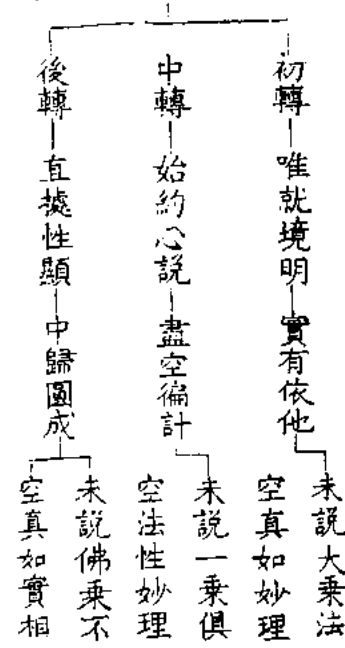 初轉
唯就境明
實有依他
未說大乘法
空真如妙理
中轉
始約心説
盡空徧計
未説一乘俱
空法性妙理
後轉
直據性顯
中歸圓成
未説佛乘不
空真如實相